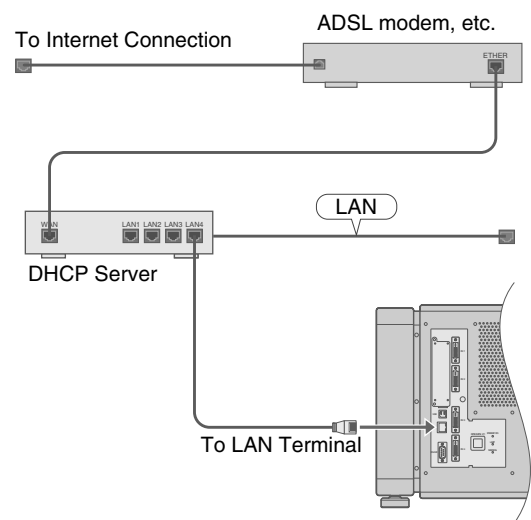 ADSL modem, etc.
To Internet Connection
ETHER
WAN
LAN1 LAN2 LAN3 LAN4
LAN
DHCP Server
To LAN Terminal